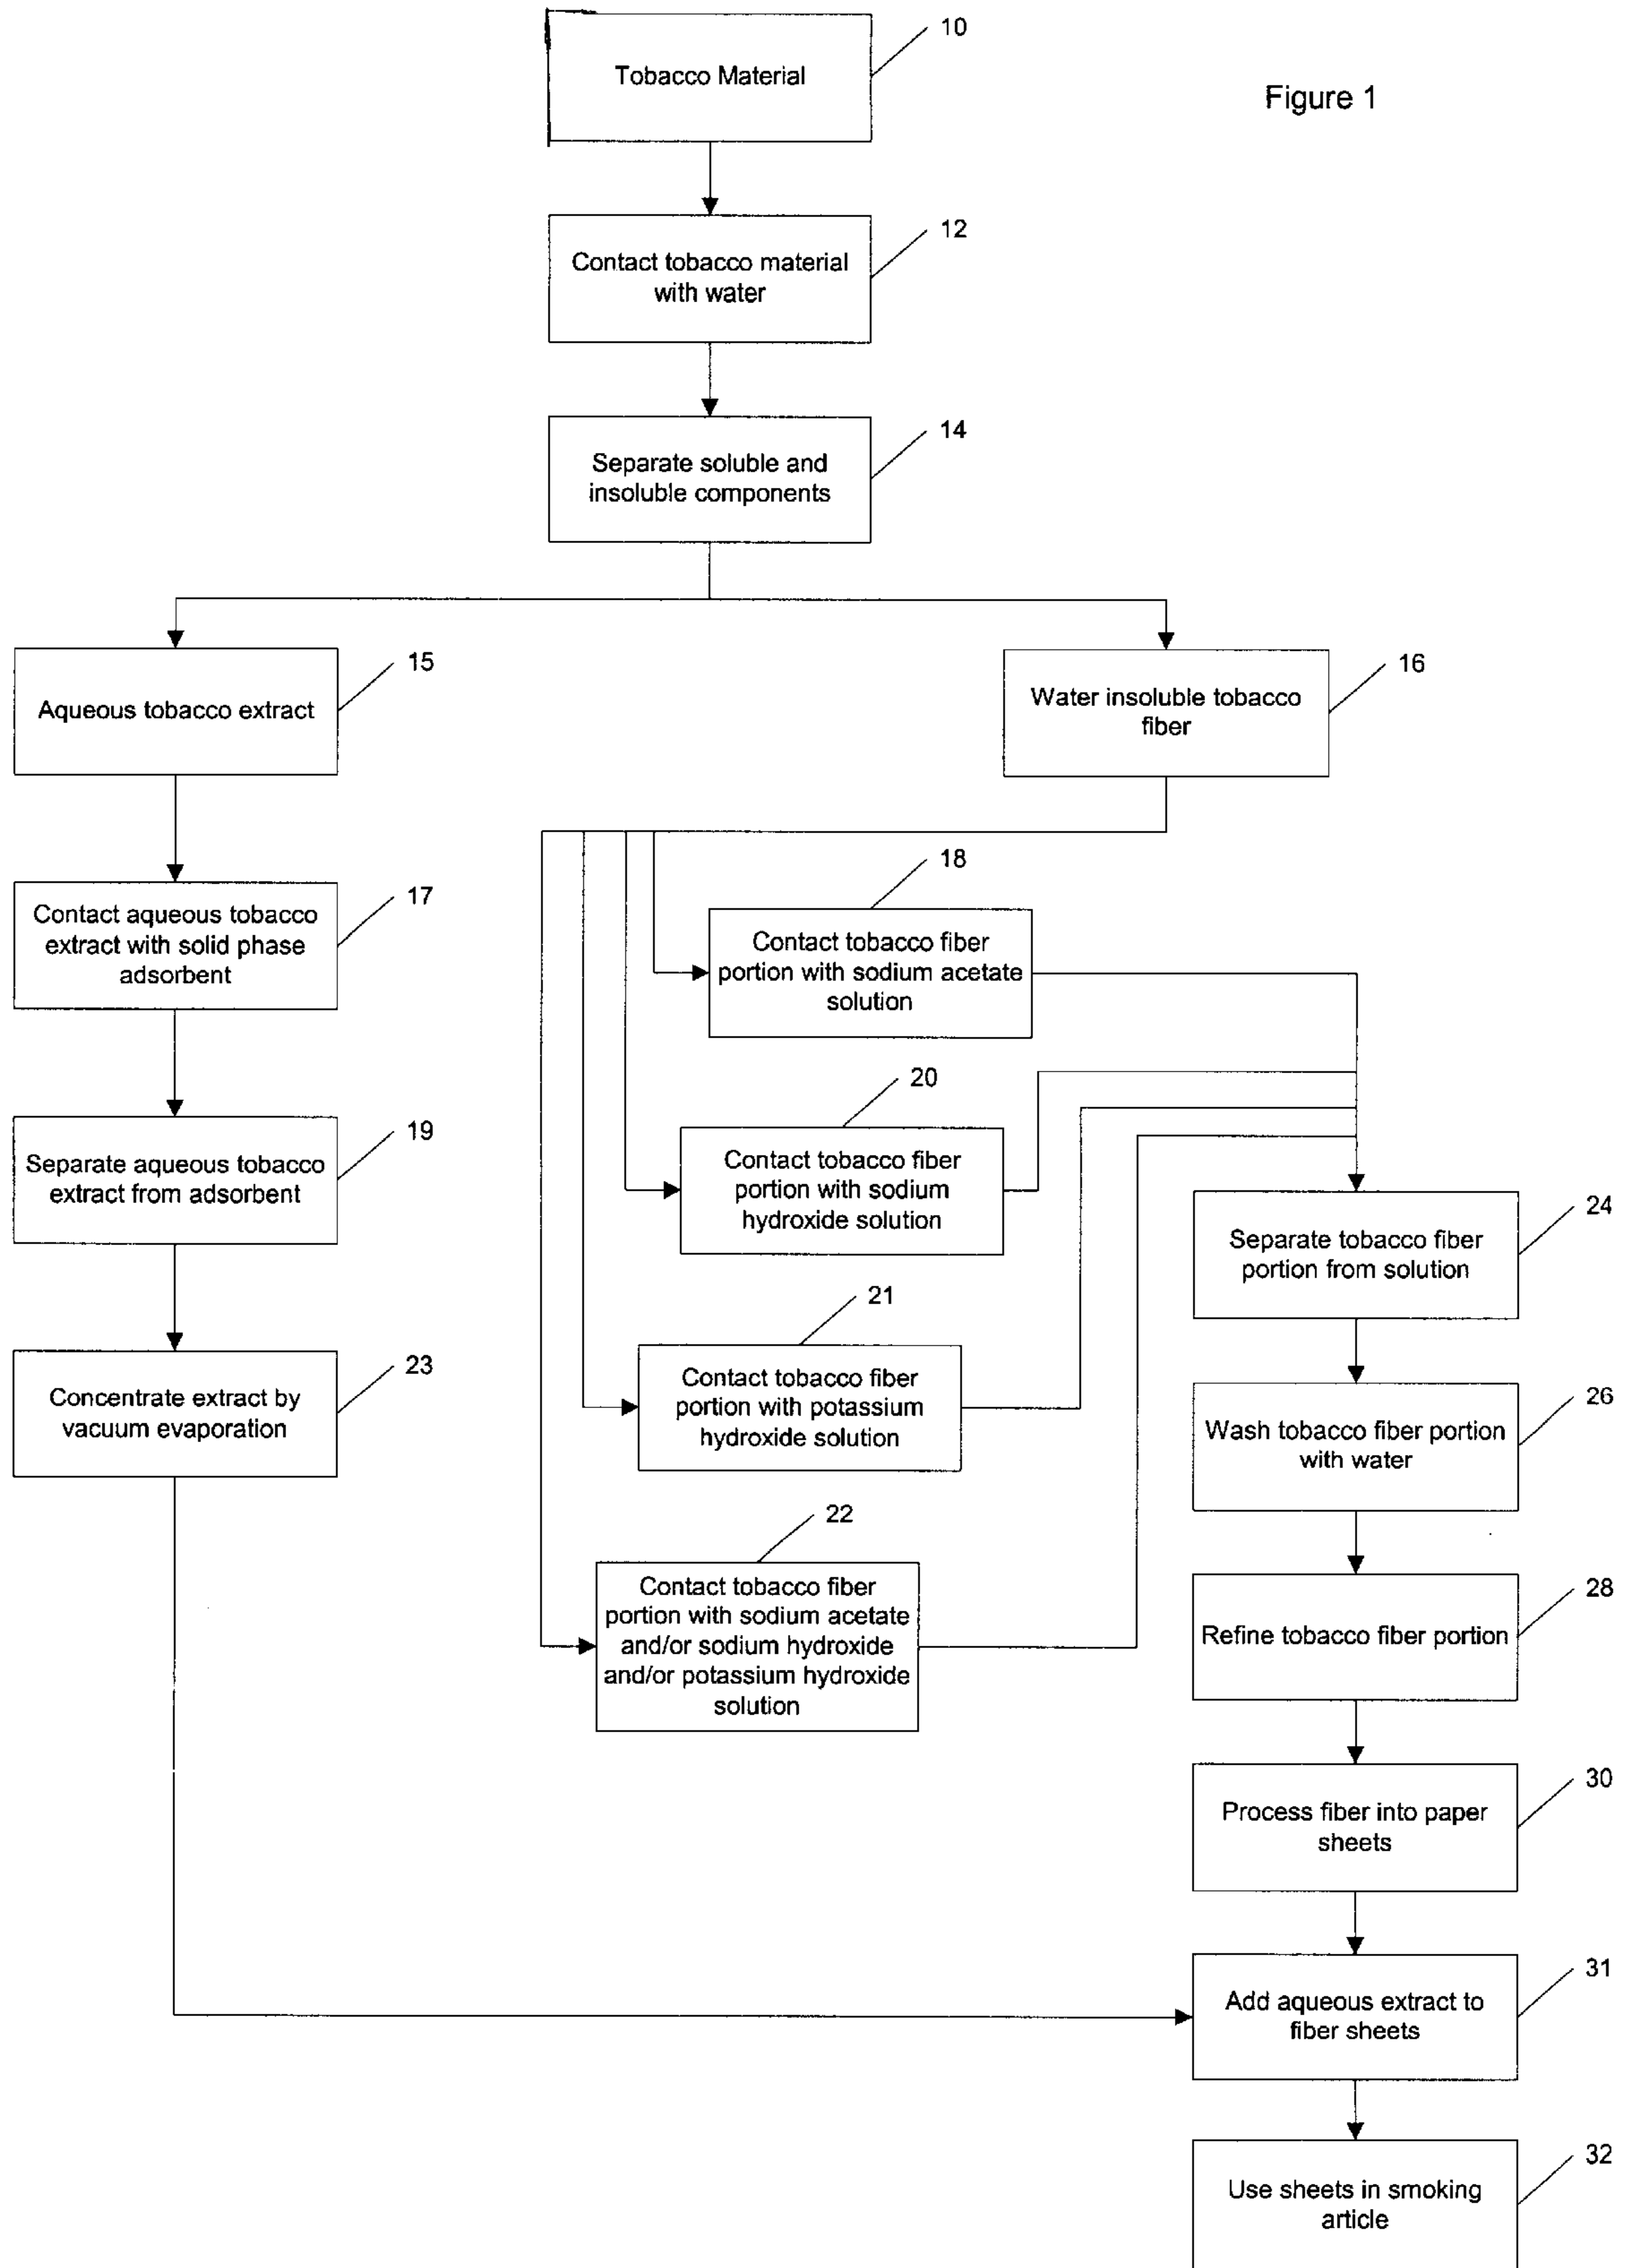 10
Tobacco Material
Figure 1
12
Contact tobacco material
with water
14
Separate soluble and
insoluble components
15
Aqueous tobacco extract
16
Water insoluble tobacco
fiber
17
Contact aqueous tobacco
extract with solid phase
adsorbent
18
Contact tobacco fiber
portion with sodium acetate
solution
19
Separate aqueous tobacco
extract from adsorbent
20
Contact tobacco fiber
portion with sodium
hydroxide solution
21
Contact tobacco fiber
portion with potassium
hydroxide solution
22
Contact tobacco fiber
portion with sodium acetate
and/or sodium hydroxide
and/or potassium hydroxide
solution
23
Concentrate extract by
vacuum evaporation
24
Separate tobacco fiber
portion from solution
26
Wash tobacco fiber portion
with water
28
Refine tobacco fiber portion
30
Process fiber into paper
sheets
31
Add aqueous extract to
fiber sheets
32
Use sheets in smoking
article